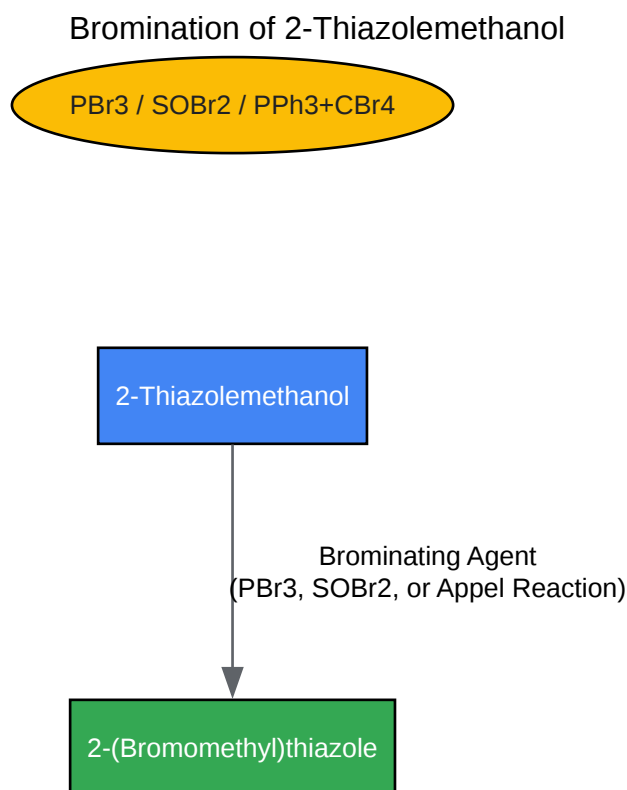 Bromination of 2-Thiazolemethanol
PBr3 / SOBr2 / PPh3+CBr4
2-Thiazolemethanol
Brominating Agent
(PBr3, SOBr2, or Appel Reaction)
2-(Bromomethyl)thiazole